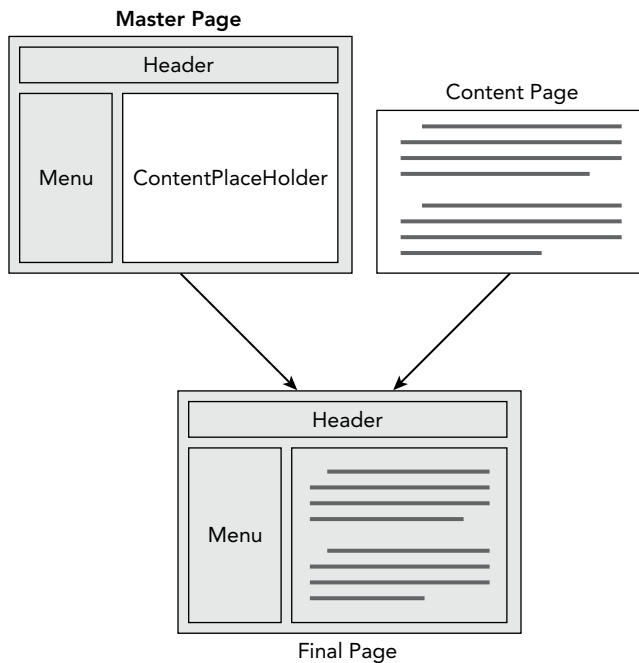 Master Page
Header
Menu
ContentPlaceHolder
Content Page
Header
Menu
Final Page